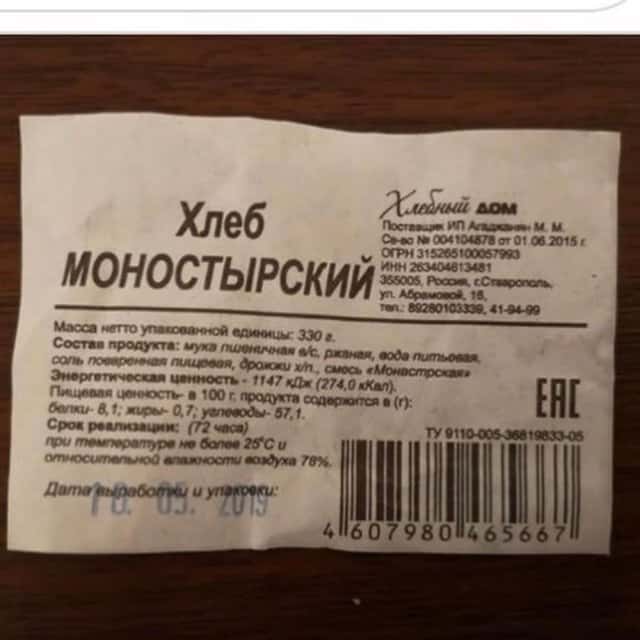 Хлеб
МОНОСТЫРСКИЙ
Хлебный ДОМ
Поставщик ИП Агаджанян М. М.
Св-во № 004104878 от 01.06.2015 г.
ОГРН 315265100057993
ИНН 263404613481
355005, Россия, г.Ставрополь,
ул. Абрамовой, 16,
тел.: 89280103339, 41-94-99
Масса нетто упакованной единицы: 330 г.
Состав продукта: мука пшеничная в/с, ржаная, вода питьевая,
соль поверенная пищевая, дрожжи х/п., смесь «Монастрская»
Энергетическая ценность - 1147 кДж (274,0 кКал).
Пищевая ценность- в 100 г. продукта содержится в (г):
белки- 8,1; жиры- 0,7; углеводы- 57,1.
Срок реализации: (72 часа)
при температуре не более 25°С и
относительной влажности воздуха 78%.
Дата выработки и упаковки:
18. 05. 2019
ЕАС
ТУ 9110-005-36819833-05
4 607980 465667